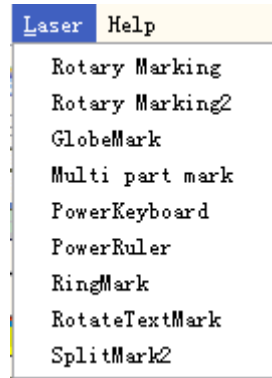 Laser Help
Rotary Marking
Rotary Marking2
GlobeMark
Multi part mark
PowerKeyboard
PowerRuler
RingMark
RotateTextMark
SplitMark2